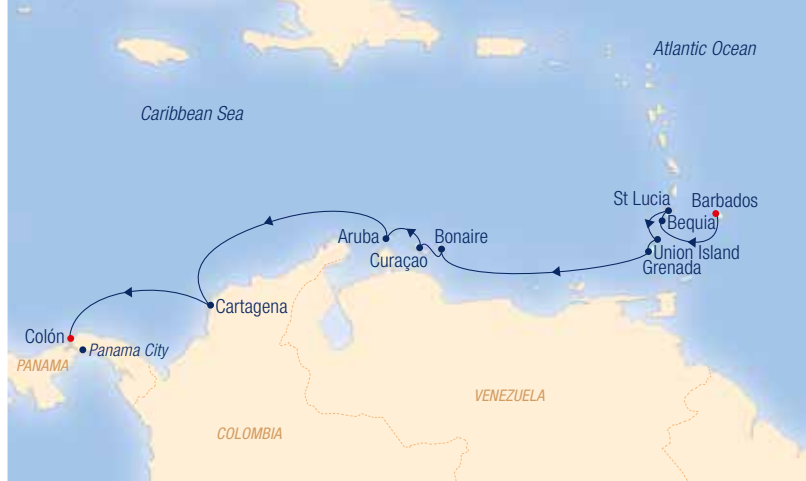 Atlantic Ocean
Caribbean Sea
St Lucia
Barbados
Bequia
Aruba
Bonaire
Union Island
Curaçao
Grenada
Cartagena
Colón
Panama City
PANAMA
VENEZUELA
COLOMBIA